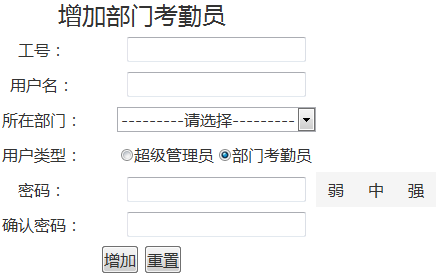 增加部门考勤员
工号：
用户名：
所在部门： ---------请选择---------
用户类型： 超级管理员 部门考勤员
密码： 弱 中 强
确认密码：
增加 重置